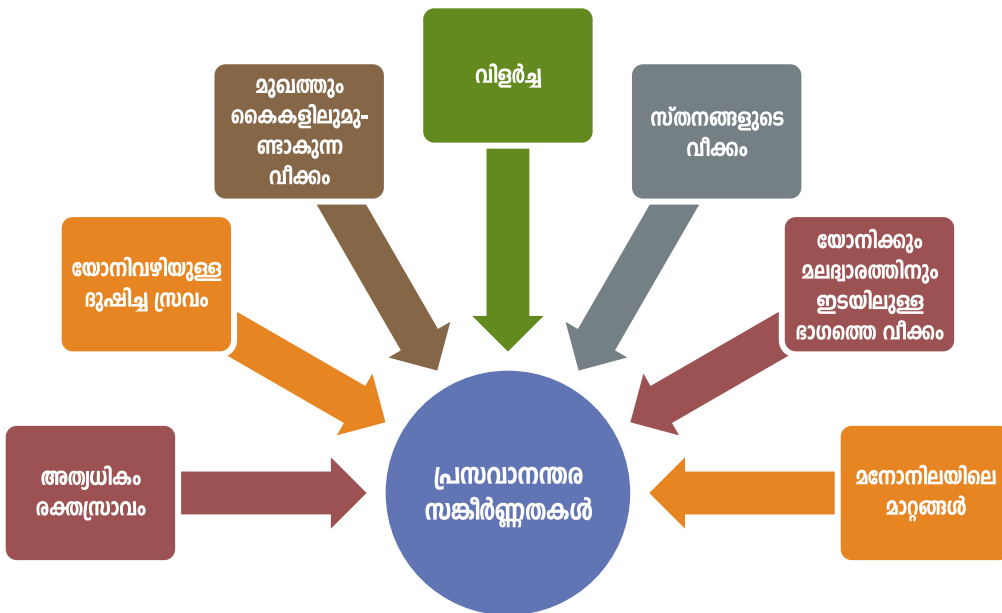 വിളർച്ച
മുഖത്തും
കൈകളിലുമു-
ണ്ടാകുന്ന
വീക്കം
സ്തനങ്ങളുടെ
വീക്കം
യോനിവഴിയുള്ള
ദുഷിച്ച സ്രവം
യോനിക്കും
മലദ്വാരത്തിനും
ഇടയിലുള്ള
ഭാഗത്തെ വീക്കം
അത്യധികം
രക്തസ്രാവം
പ്രസവാനന്തര
സങ്കീർണ്ണതകൾ
മനോനിലയിലെ
മാറ്റങ്ങൾ